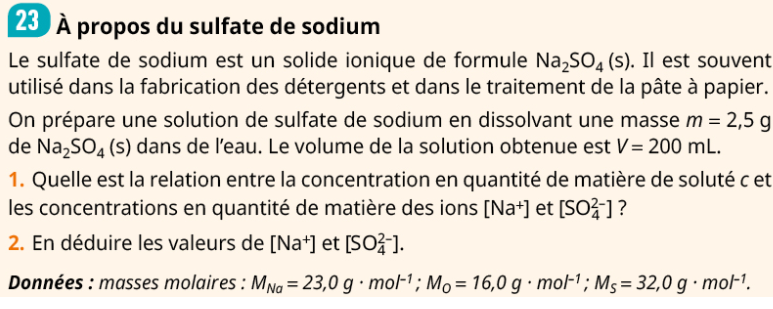 23 À propos du sulfate de sodium
Le sulfate de sodium est un solide ionique de formule Na₂SO₄ (s). Il est souvent
utilisé dans la fabrication des détergents et dans le traitement de la pâte à papier.
On prépare une solution de sulfate de sodium en dissolvant une masse m = 2,5 g
de Na₂SO₄ (s) dans de l’eau. Le volume de la solution obtenue est V = 200 mL.
1. Quelle est la relation entre la concentration en quantité de matière de soluté c et
les concentrations en quantité de matière des ions [Na⁺] et [SO₄²⁻] ?
2. En déduire les valeurs de [Na⁺] et [SO₄²⁻].
Données : masses molaires : M_Na = 23,0 g · mol⁻¹ ; M_O = 16,0 g · mol⁻¹ ; M_S = 32,0 g · mol⁻¹.